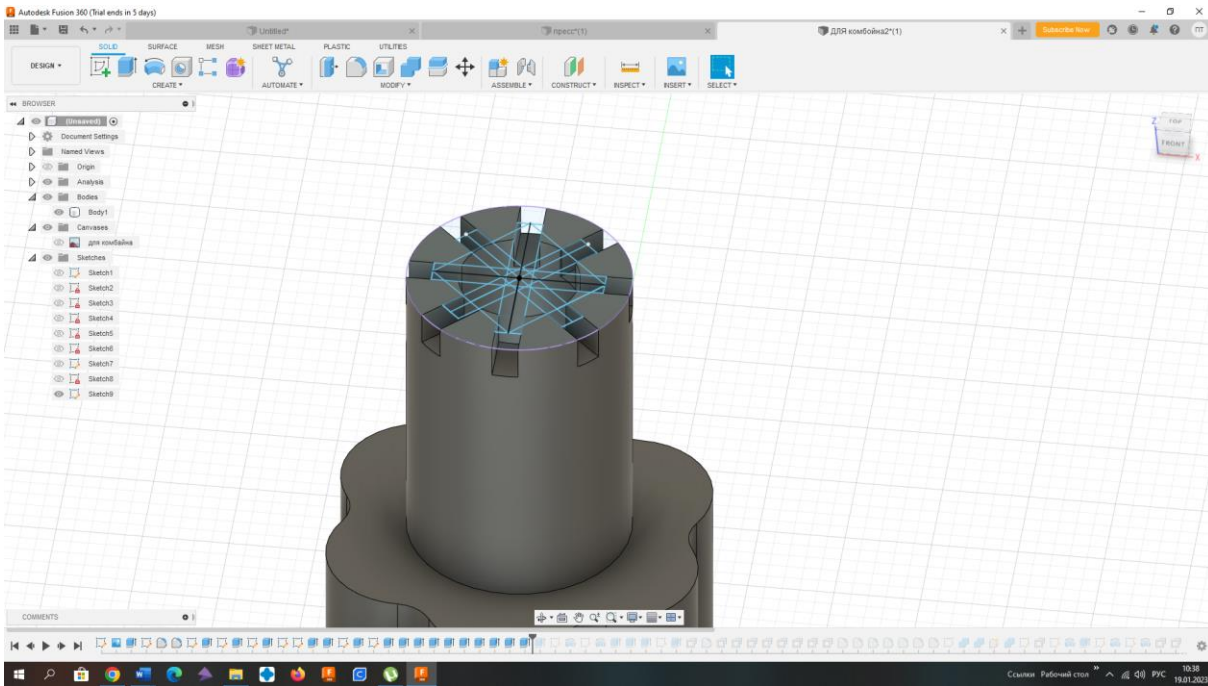 Autodesk Fusion 360 (Trial ends in 5 days)
Untitled*
пресс*(1)
ДЛЯ комбойна2*(1)
Subscribe Now
ПТ
SOLID SURFACE MESH SHEET METAL PLASTIC UTILITIES
DESIGN
CREATE AUTOMATE MODIFY ASSEMBLE CONSTRUCT INSPECT INSERT SELECT
BROWSER
(Unsaved)
Document Settings
Named Views
Origin
Analysis
Bodies
Body1
Canvases
для комбайна
Sketches
Sketch1
Sketch2
Sketch3
Sketch4
Sketch5
Sketch6
Sketch7
Sketch8
Sketch9
Z TOP
FRONT
X
COMMENTS
Ссылки Рабочий стол РУС 10:38
19.01.2023